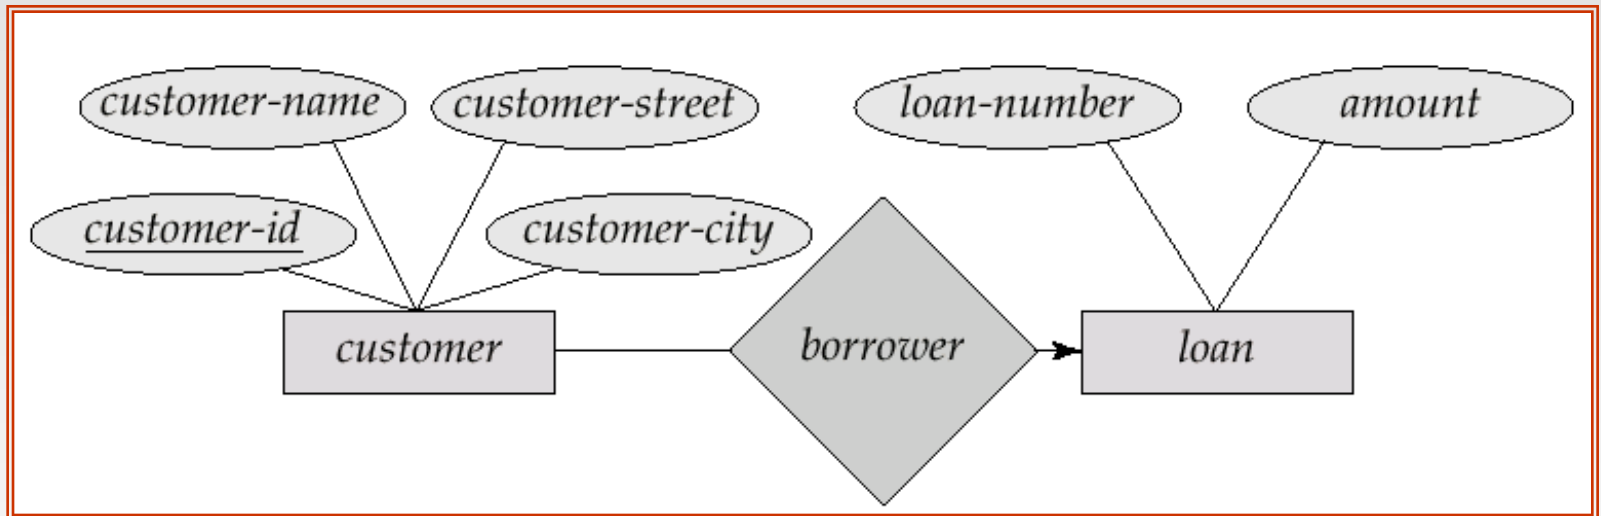 customer-name customer-street loan-number amount
customer-id customer-city
customer borrower loan